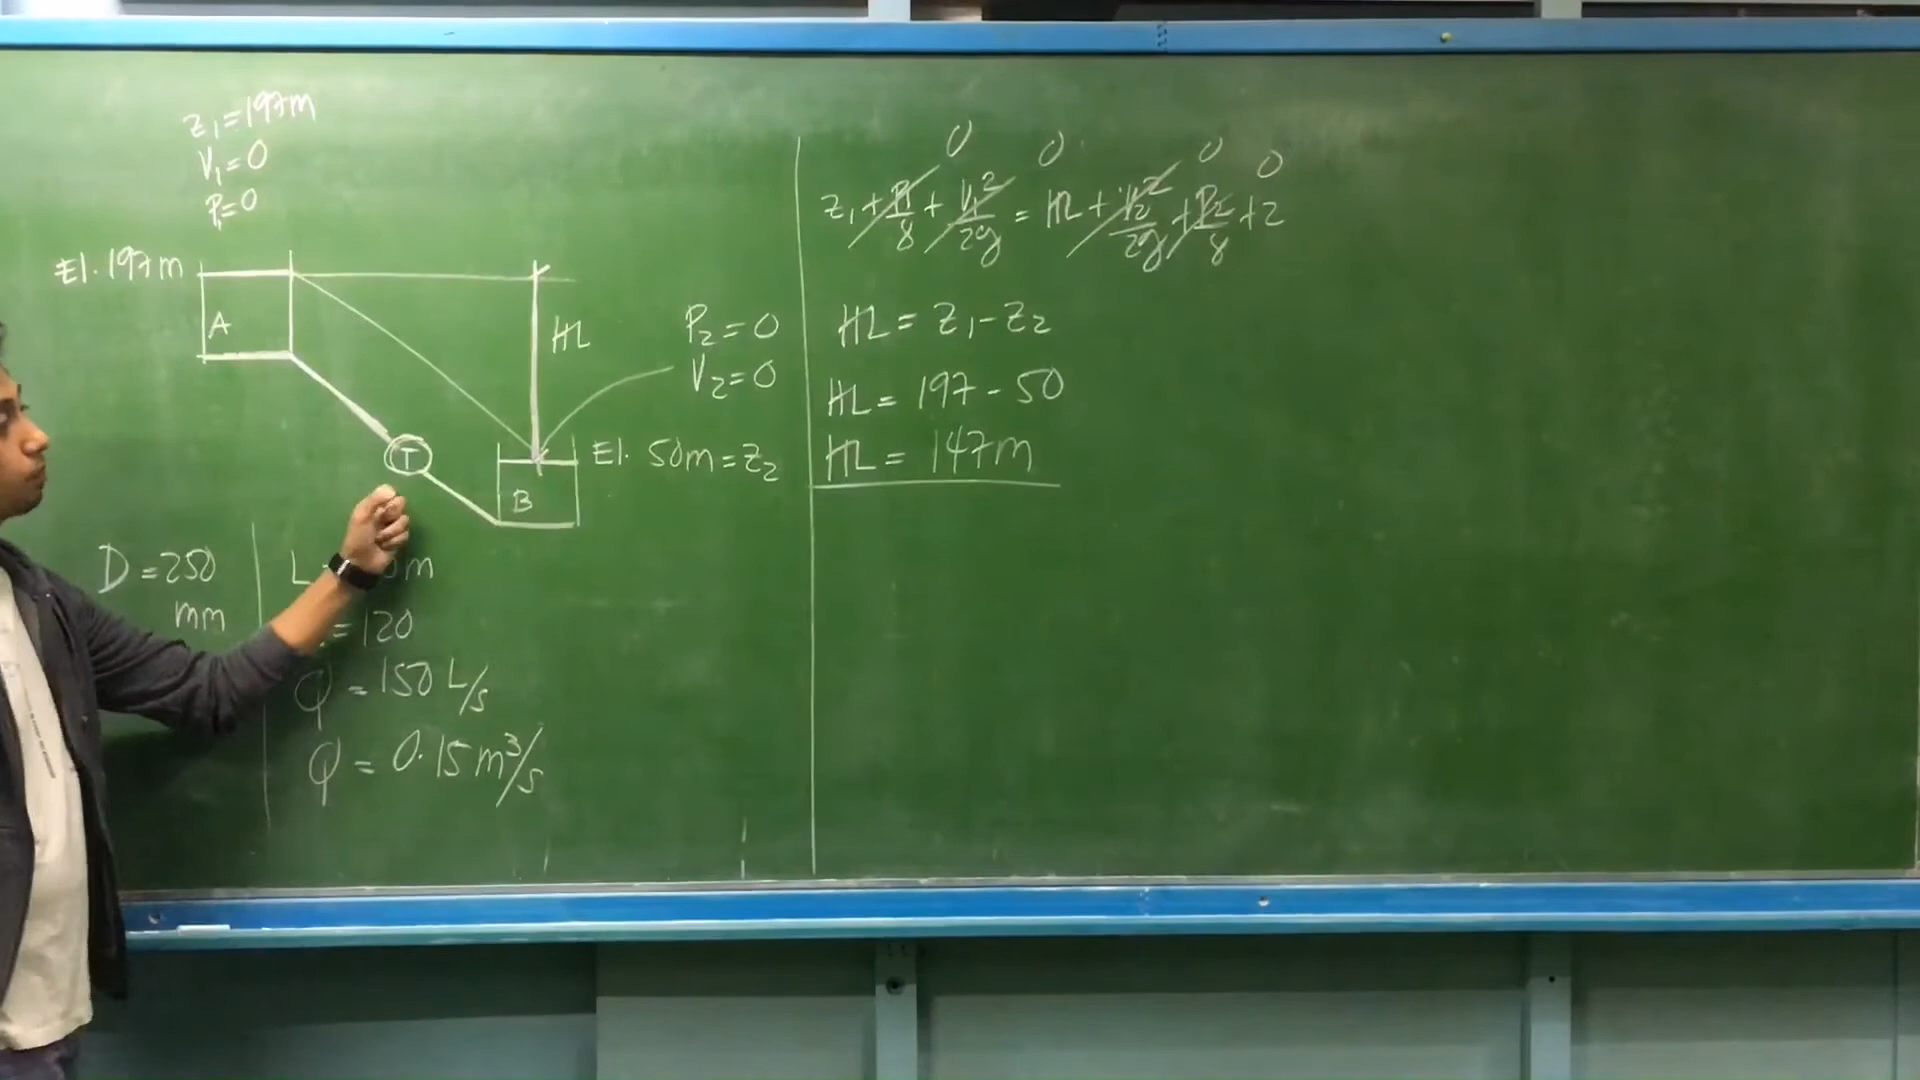 z₁=197m
V₁=0
P₁=0
El. 197m
A
HL
P₂=0
V₂=0
T
El. 50m=z₂
B
D=250
mm
L m
=120
Q = 150 L/s
Q = 0.15 m³/s
0 0 0 0
z₁+P₁/γ+V₁²/2g = HL+V₂²/2g+P₂/γ+z
HL = z₁-z₂
HL = 197 - 50
HL = 147m